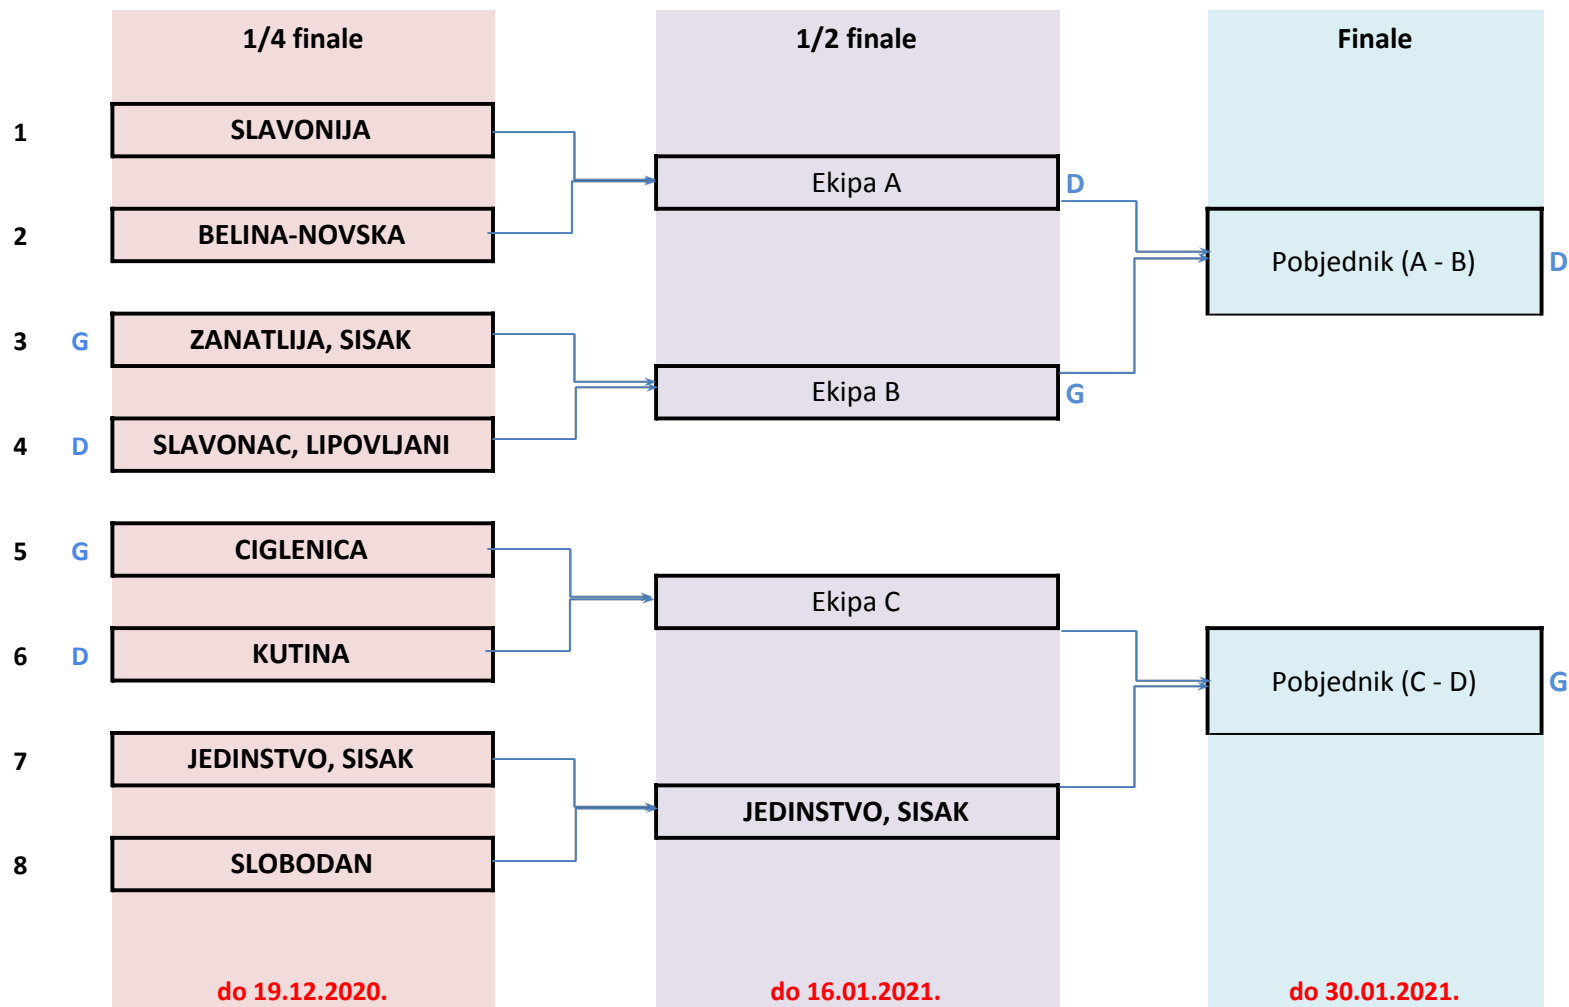 1/4 finale 1/2 finale Finale
1 SLAVONIJA
Ekipa A D
2 BELINA-NOVSKA
Pobjednik (A - B) D
3 G ZANATLIJA, SISAK
Ekipa B G
4 D SLAVONAC, LIPOVLJANI
5 G CIGLENICA
Ekipa C
6 D KUTINA
Pobjednik (C - D) G
7 JEDINSTVO, SISAK
JEDINSTVO, SISAK
8 SLOBODAN
do 19.12.2020. do 16.01.2021. do 30.01.2021.